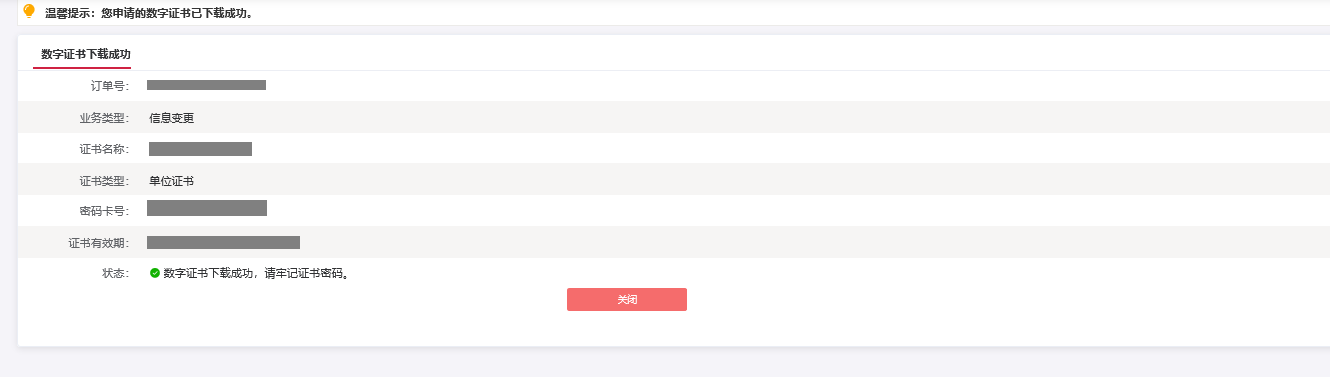 温馨提示：您申请的数字证书已下载成功。
数字证书下载成功
订单号：
业务类型： 信息变更
证书名称：
证书类型： 单位证书
密码卡号：
证书有效期：
状态： 数字证书下载成功，请牢记证书密码。
关闭